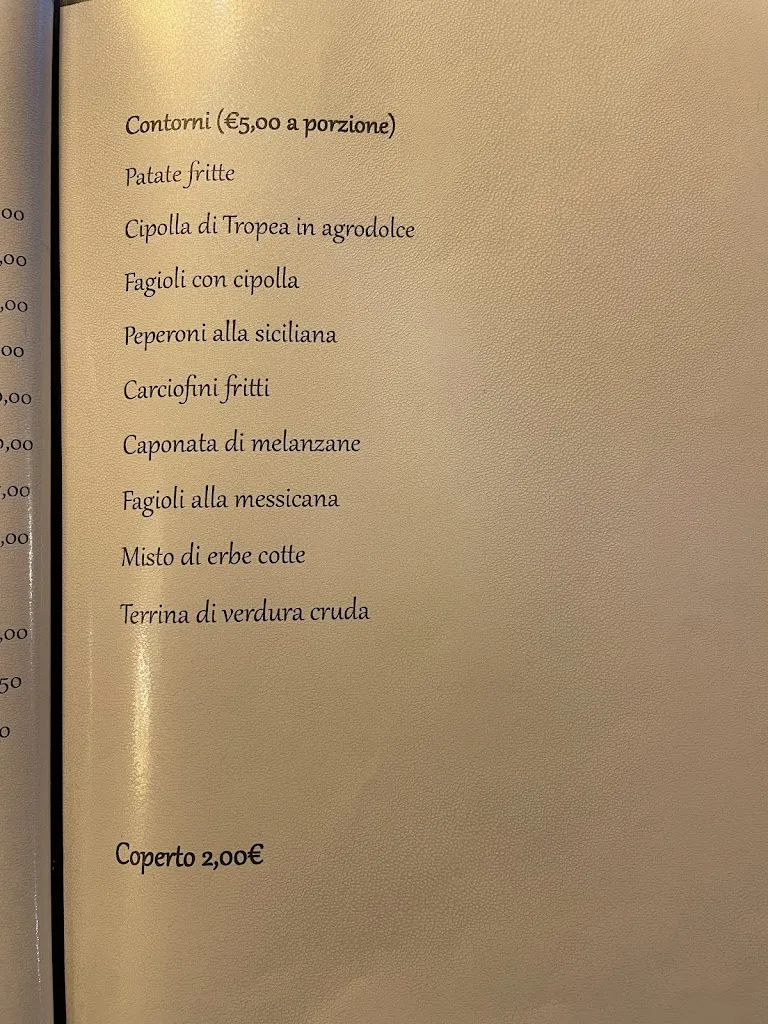 Contorni (€5,00 a porzione)
Patate fritte
Cipolla di Tropea in agrodolce
Fagioli con cipolla
Peperoni alla siciliana
Carciofini fritti
Caponata di melanzane
Fagioli alla messicana
Misto di erbe cotte
Terrina di verdura cruda
Coperto 2,00€